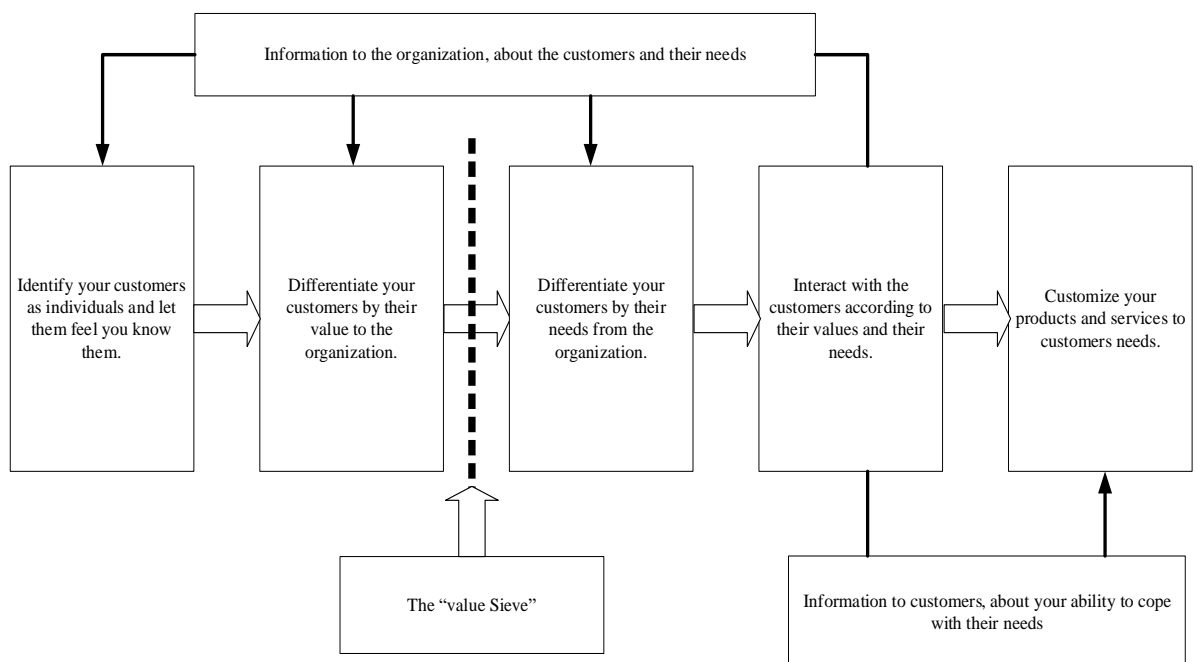 Information to the organization, about the customers and their needs
Identify your customers
as individuals and let
them feel you know
them.
Differentiate your
customers by their
value to the
organization.
Differentiate your
customers by their
needs from the
organization.
Interact with the
customers according to
their values and their
needs.
Customize your
products and services to
customers needs.
The “value Sieve”
Information to customers, about your ability to cope
with their needs